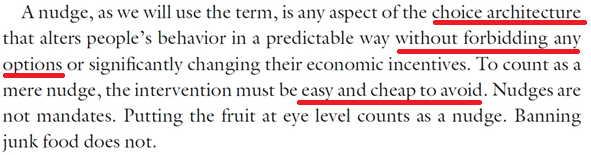 A nudge, as we will use the term, is any aspect of the choice architecture
that alters people's behavior in a predictable way without forbidding any
options or significantly changing their economic incentives. To count as a
mere nudge, the intervention must be easy and cheap to avoid. Nudges are
not mandates. Putting the fruit at eye level counts as a nudge. Banning
junk food does not.